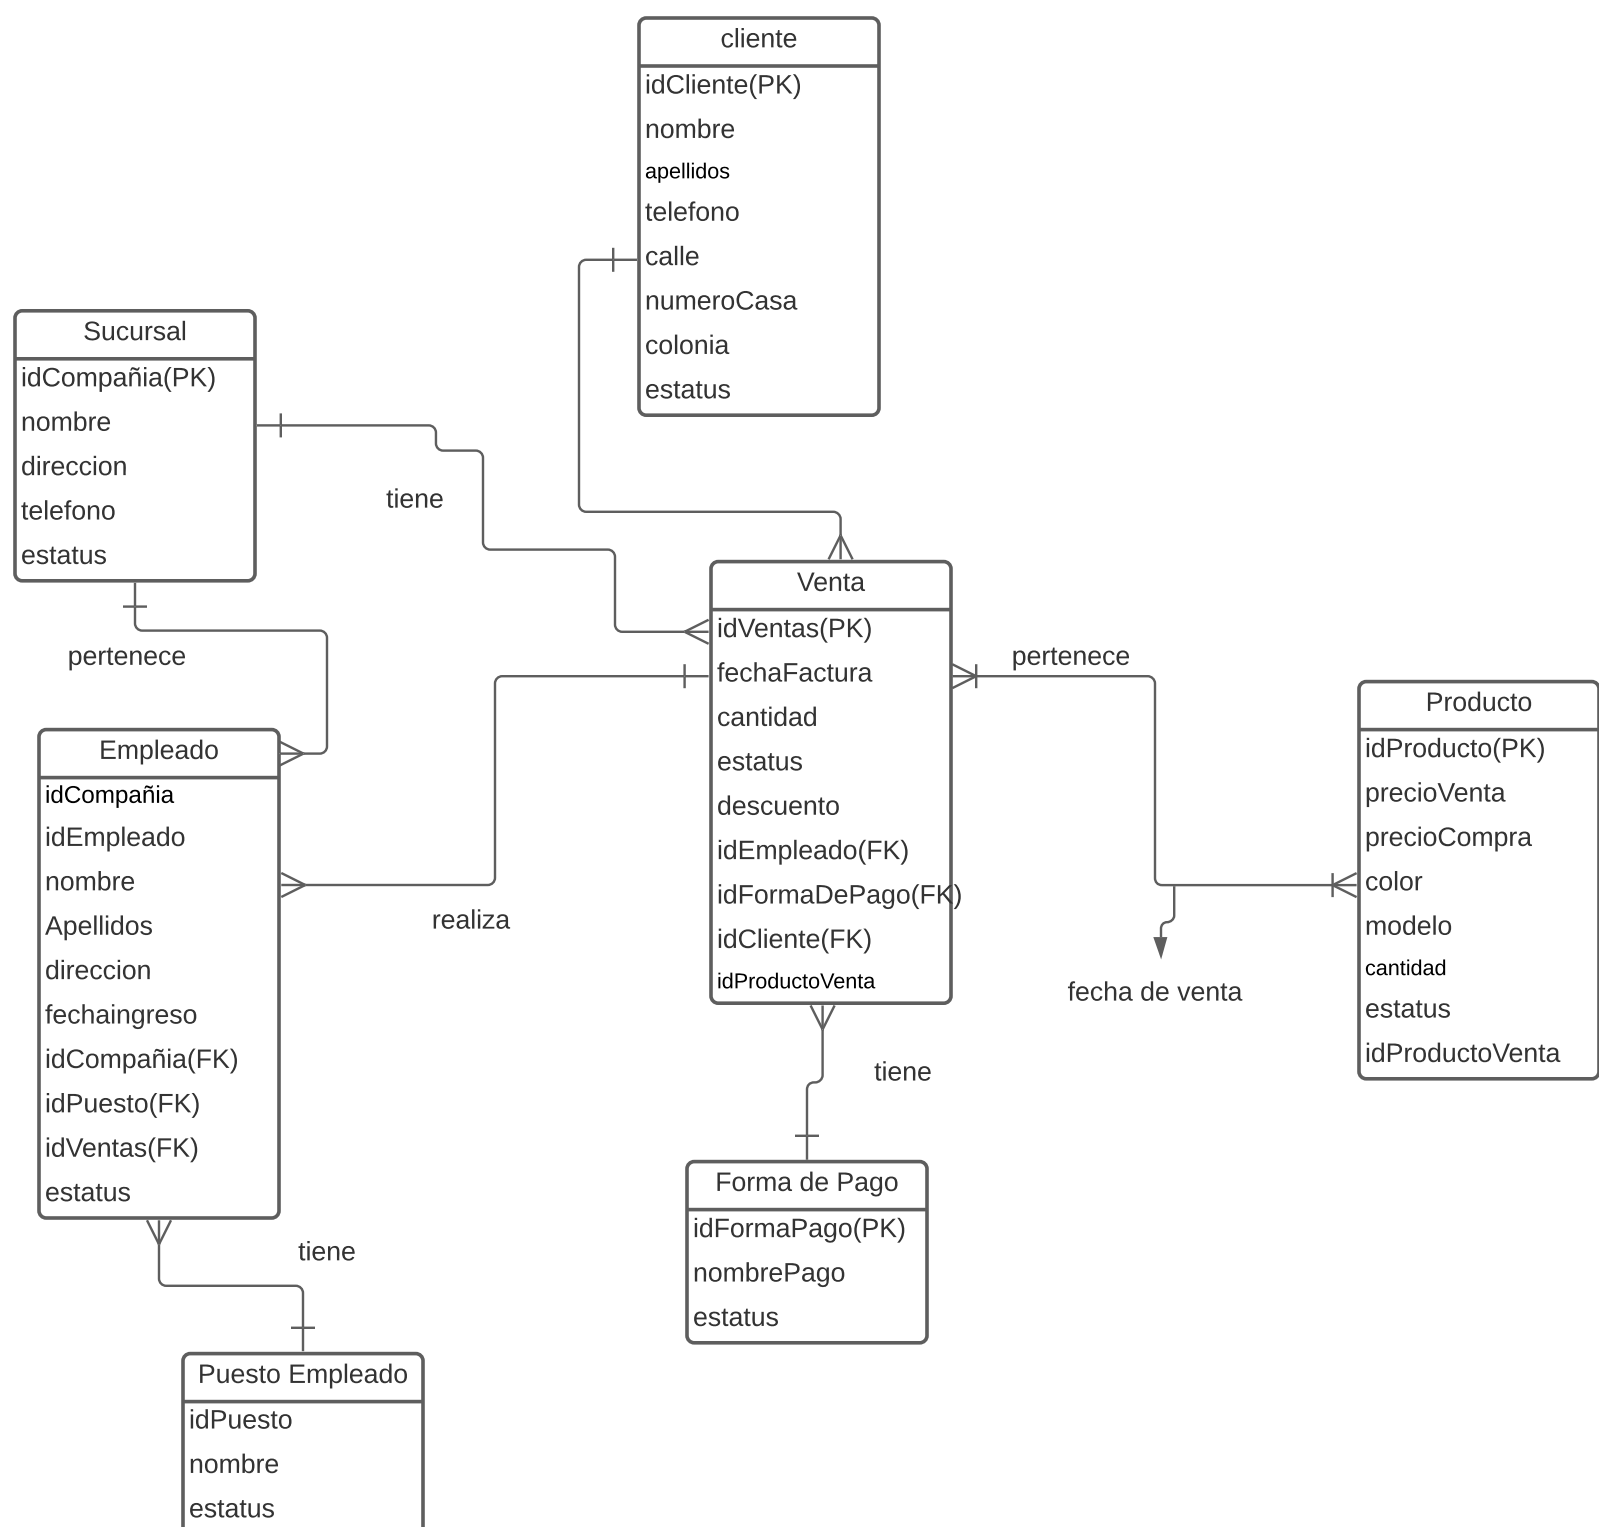 cliente
idCliente(PK)
nombre
apellidos
telefono
calle
numeroCasa
colonia
estatus
Sucursal
idCompañia(PK)
nombre
direccion
telefono
estatus
tiene
pertenece
Venta
idVentas(PK)
fechaFactura
cantidad
estatus
descuento
idEmpleado(FK)
idFormaDePago(FK)
idCliente(FK)
idProductoVenta
pertenece
Producto
idProducto(PK)
precioVenta
precioCompra
color
modelo
cantidad
estatus
idProductoVenta
fecha de venta
Empleado
idCompañia
idEmpleado
nombre
Apellidos
direccion
fechaingreso
idCompañia(FK)
idPuesto(FK)
idVentas(FK)
estatus
realiza
tiene
Forma de Pago
idFormaPago(PK)
nombrePago
estatus
tiene
Puesto Empleado
idPuesto
nombre
estatus